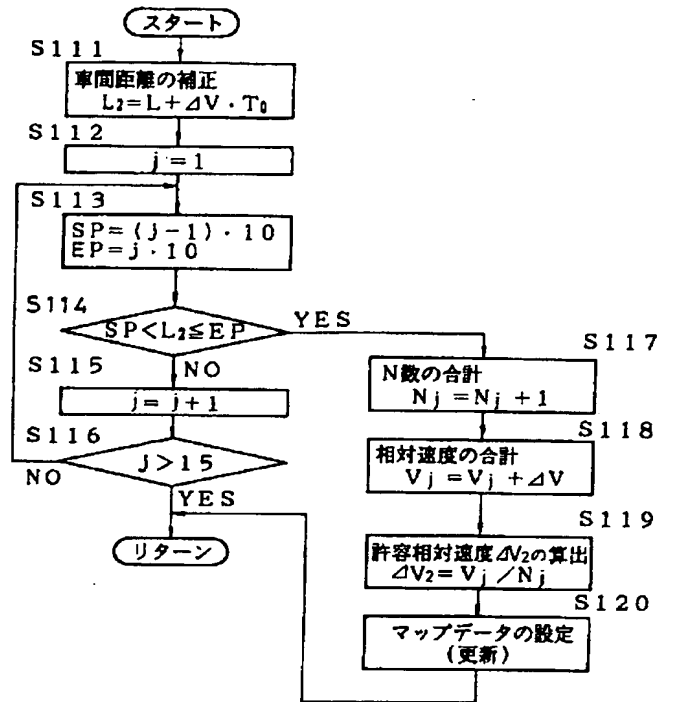 スタート
S111
車間距離の補正
L₂=L+ΔV・T₀
S112
j=1
S113
SP=(j-1)・10
EP=j・10
S114
SP<L₂≦EP
YES
NO
S115
j=j+1
S116
J>15
NO
YES
リターン
S117
N数の合計
Nj=Nj+1
S118
相対速度の合計
Vj=Vj+ΔV
S119
許容相対速度ΔV₂の算出
ΔV₂=Vj/Nj
S120
マップデータの設定
(更新)